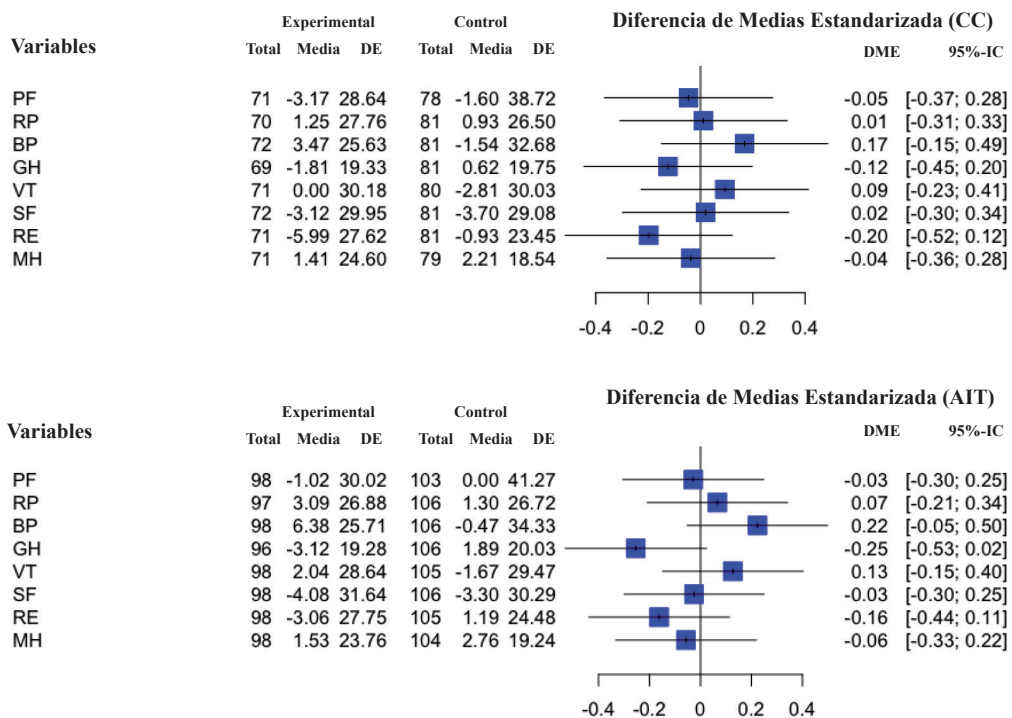 Experimental Control Diferencia de Medias Estandarizada (CC)
Variables Total Media DE Total Media DE DME 95%-IC
PF 71 -3.17 28.64 78 -1.60 38.72 -0.05 [-0.37; 0.28]
RP 70 1.25 27.76 81 0.93 26.50 0.01 [-0.31; 0.33]
BP 72 3.47 25.63 81 -1.54 32.68 0.17 [-0.15; 0.49]
GH 69 -1.81 19.33 81 0.62 19.75 -0.12 [-0.45; 0.20]
VT 71 0.00 30.18 80 -2.81 30.03 0.09 [-0.23; 0.41]
SF 72 -3.12 29.95 81 -3.70 29.08 0.02 [-0.30; 0.34]
RE 71 -5.99 27.62 81 -0.93 23.45 -0.20 [-0.52; 0.12]
MH 71 1.41 24.60 79 2.21 18.54 -0.04 [-0.36; 0.28]
-0.4 -0.2 0 0.2 0.4
Experimental Control Diferencia de Medias Estandarizada (AIT)
Variables Total Media DE Total Media DE DME 95%-IC
PF 98 -1.02 30.02 103 0.00 41.27 -0.03 [-0.30; 0.25]
RP 97 3.09 26.88 106 1.30 26.72 0.07 [-0.21; 0.34]
BP 98 6.38 25.71 106 -0.47 34.33 0.22 [-0.05; 0.50]
GH 96 -3.12 19.28 106 1.89 20.03 -0.25 [-0.53; 0.02]
VT 98 2.04 28.64 105 -1.67 29.47 0.13 [-0.15; 0.40]
SF 98 -4.08 31.64 106 -3.30 30.29 -0.03 [-0.30; 0.25]
RE 98 -3.06 27.75 105 1.19 24.48 -0.16 [-0.44; 0.11]
MH 98 1.53 23.76 104 2.76 19.24 -0.06 [-0.33; 0.22]
-0.4 -0.2 0 0.2 0.4